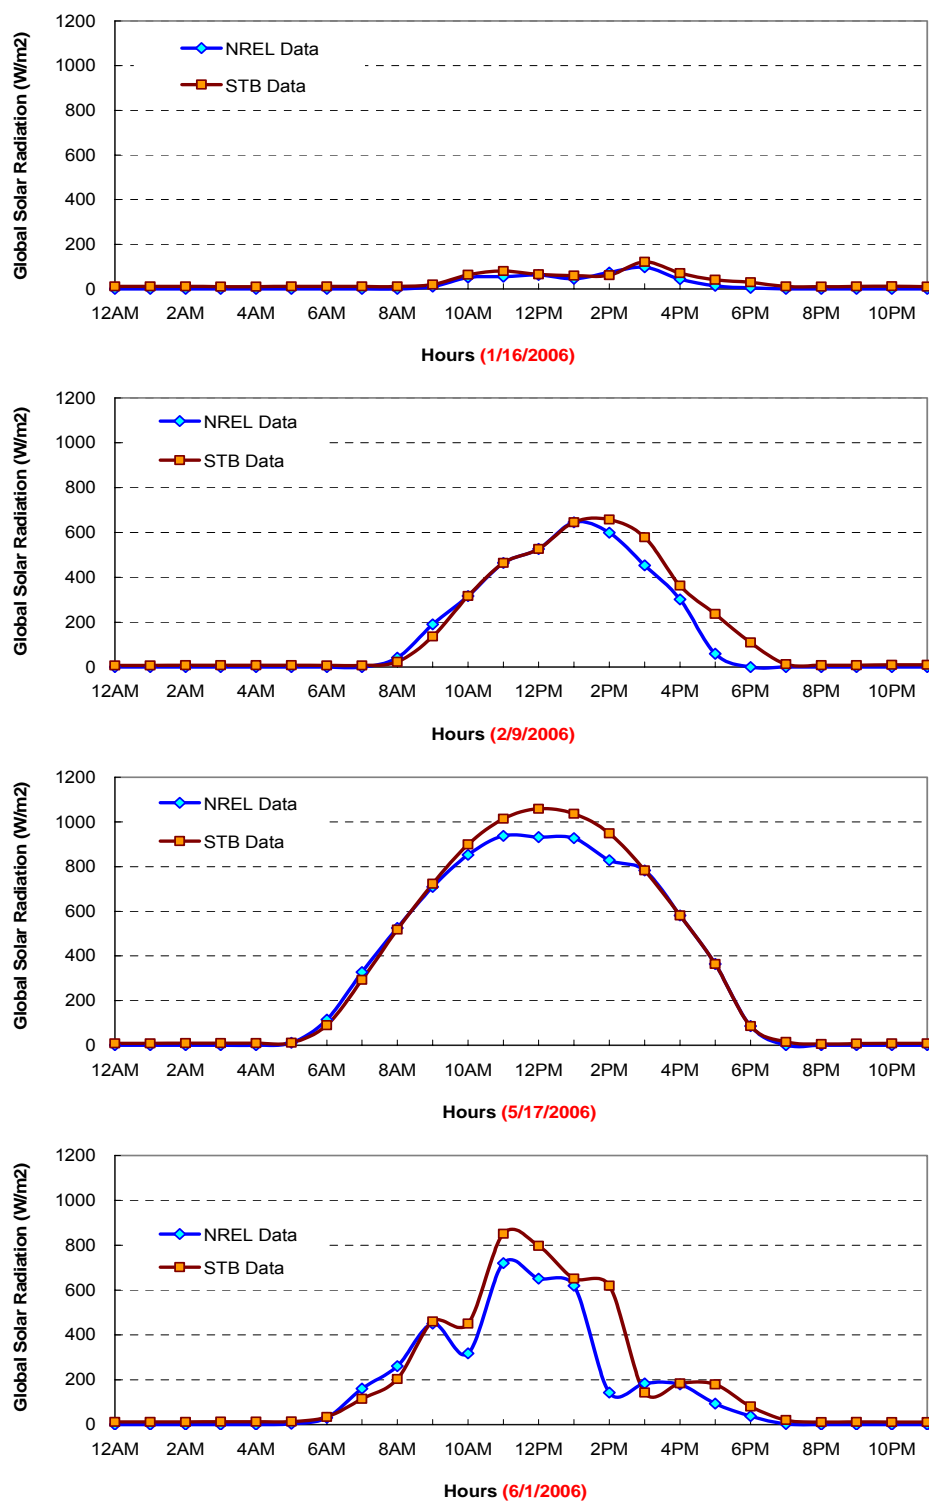 Global Solar Radiation (W/m2)
1200
1000
800
600
400
200
0
NREL Data
STB Data
12AM 2AM 4AM 6AM 8AM 10AM 12PM 2PM 4PM 6PM 8PM 10PM
Hours (1/16/2006)
Global Solar Radiation (W/m2)
1200
1000
800
600
400
200
0
NREL Data
STB Data
12AM 2AM 4AM 6AM 8AM 10AM 12PM 2PM 4PM 6PM 8PM 10PM
Hours (2/9/2006)
Global Solar Radiation (W/m2)
1200
1000
800
600
400
200
0
NREL Data
STB Data
12AM 2AM 4AM 6AM 8AM 10AM 12PM 2PM 4PM 6PM 8PM 10PM
Hours (5/17/2006)
Global Solar Radiation (W/m2)
1200
1000
800
600
400
200
0
NREL Data
STB Data
12AM 2AM 4AM 6AM 8AM 10AM 12PM 2PM 4PM 6PM 8PM 10PM
Hours (6/1/2006)